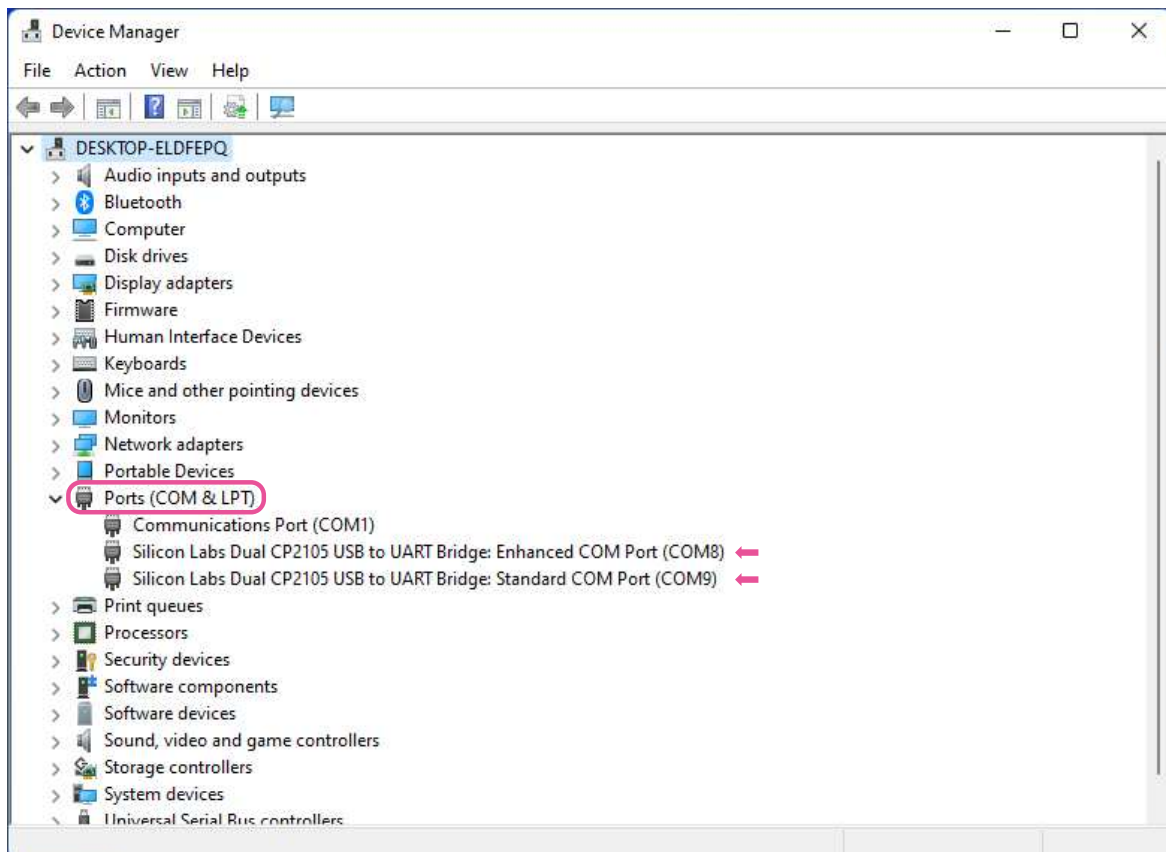 Device Manager
File Action View Help
DESKTOP-ELDFEPQ
Audio inputs and outputs
Bluetooth
Computer
Disk drives
Display adapters
Firmware
Human Interface Devices
Keyboards
Mice and other pointing devices
Monitors
Network adapters
Portable Devices
Ports (COM & LPT)
Communications Port (COM1)
Silicon Labs Dual CP2105 USB to UART Bridge: Enhanced COM Port (COM8)
Silicon Labs Dual CP2105 USB to UART Bridge: Standard COM Port (COM9)
Print queues
Processors
Security devices
Software components
Software devices
Sound, video and game controllers
Storage controllers
System devices
Universal Serial Bus controllers